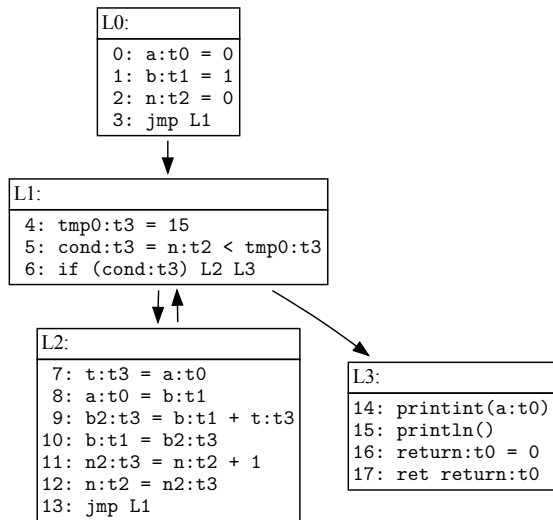 L0:
0: a:t0 = 0
1: b:t1 = 1
2: n:t2 = 0
3: jmp L1
L1:
4: tmp0:t3 = 15
5: cond:t3 = n:t2 < tmp0:t3
6: if (cond:t3) L2 L3
L2:
7: t:t3 = a:t0
8: a:t0 = b:t1
9: b2:t3 = b:t1 + t:t3
10: b:t1 = b2:t3
11: n2:t3 = n:t2 + 1
12: n:t2 = n2:t3
13: jmp L1
L3:
14: printint(a:t0)
15: println()
16: return:t0 = 0
17: ret return:t0